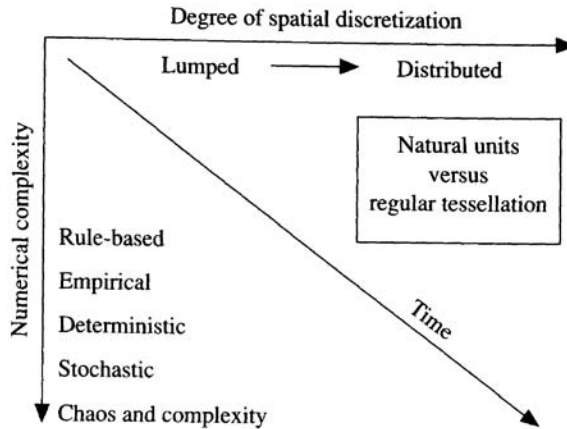 Degree of spatial discretization
Lumped
Distributed
Numerical complexity
Natural units
versus
regular tessellation
Rule-based
Empirical
Deterministic
Stochastic
Chaos and complexity
Time